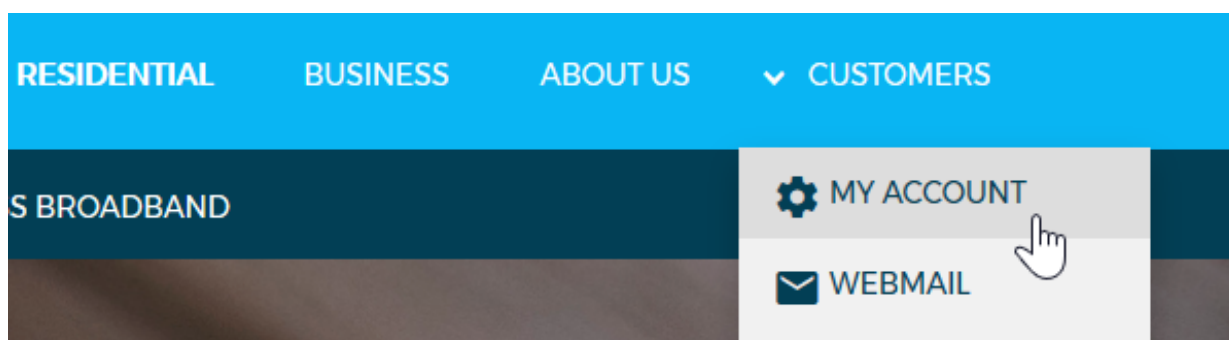 RESIDENTIAL BUSINESS ABOUT US CUSTOMERS
S BROADBAND
MY ACCOUNT
WEBMAIL